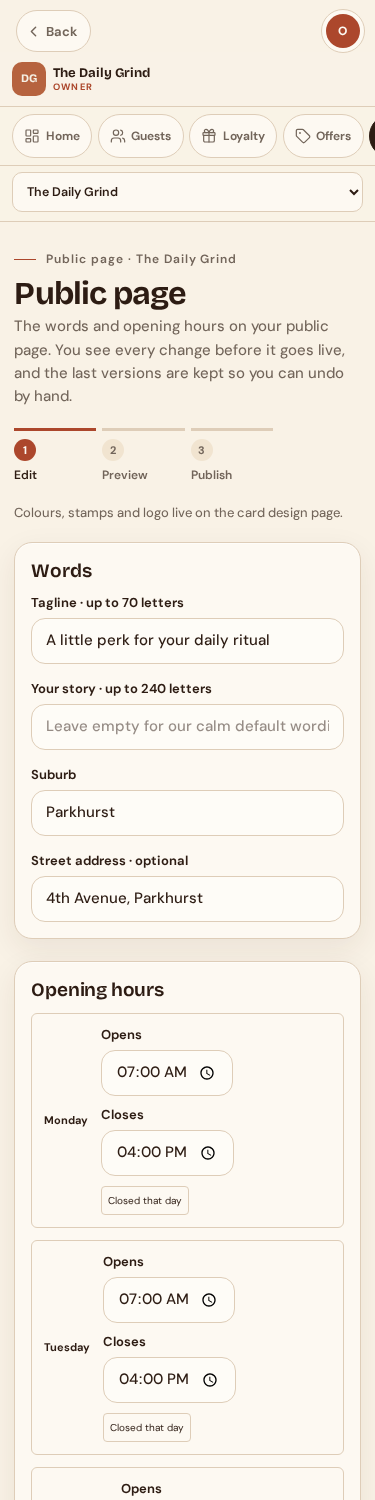 Back
O
DG
The Daily Grind
OWNER
Home
Guests
Loyalty
Offers
The Daily Grind
Public page · The Daily Grind
Public page
The words and opening hours on your public
page. You see every change before it goes live,
and the last versions are kept so you can undo
by hand.
1
2
3
Edit
Preview
Publish
Colours, stamps and logo live on the card design page.
Words
Tagline · up to 70 letters
A little perk for your daily ritual
Your story · up to 240 letters
Leave empty for our calm default wordi
Suburb
Parkhurst
Street address · optional
4th Avenue, Parkhurst
Opening hours
Opens
07:00 AM
Monday
Closes
04:00 PM
Closed that day
Opens
07:00 AM
Tuesday
Closes
04:00 PM
Closed that day
Opens